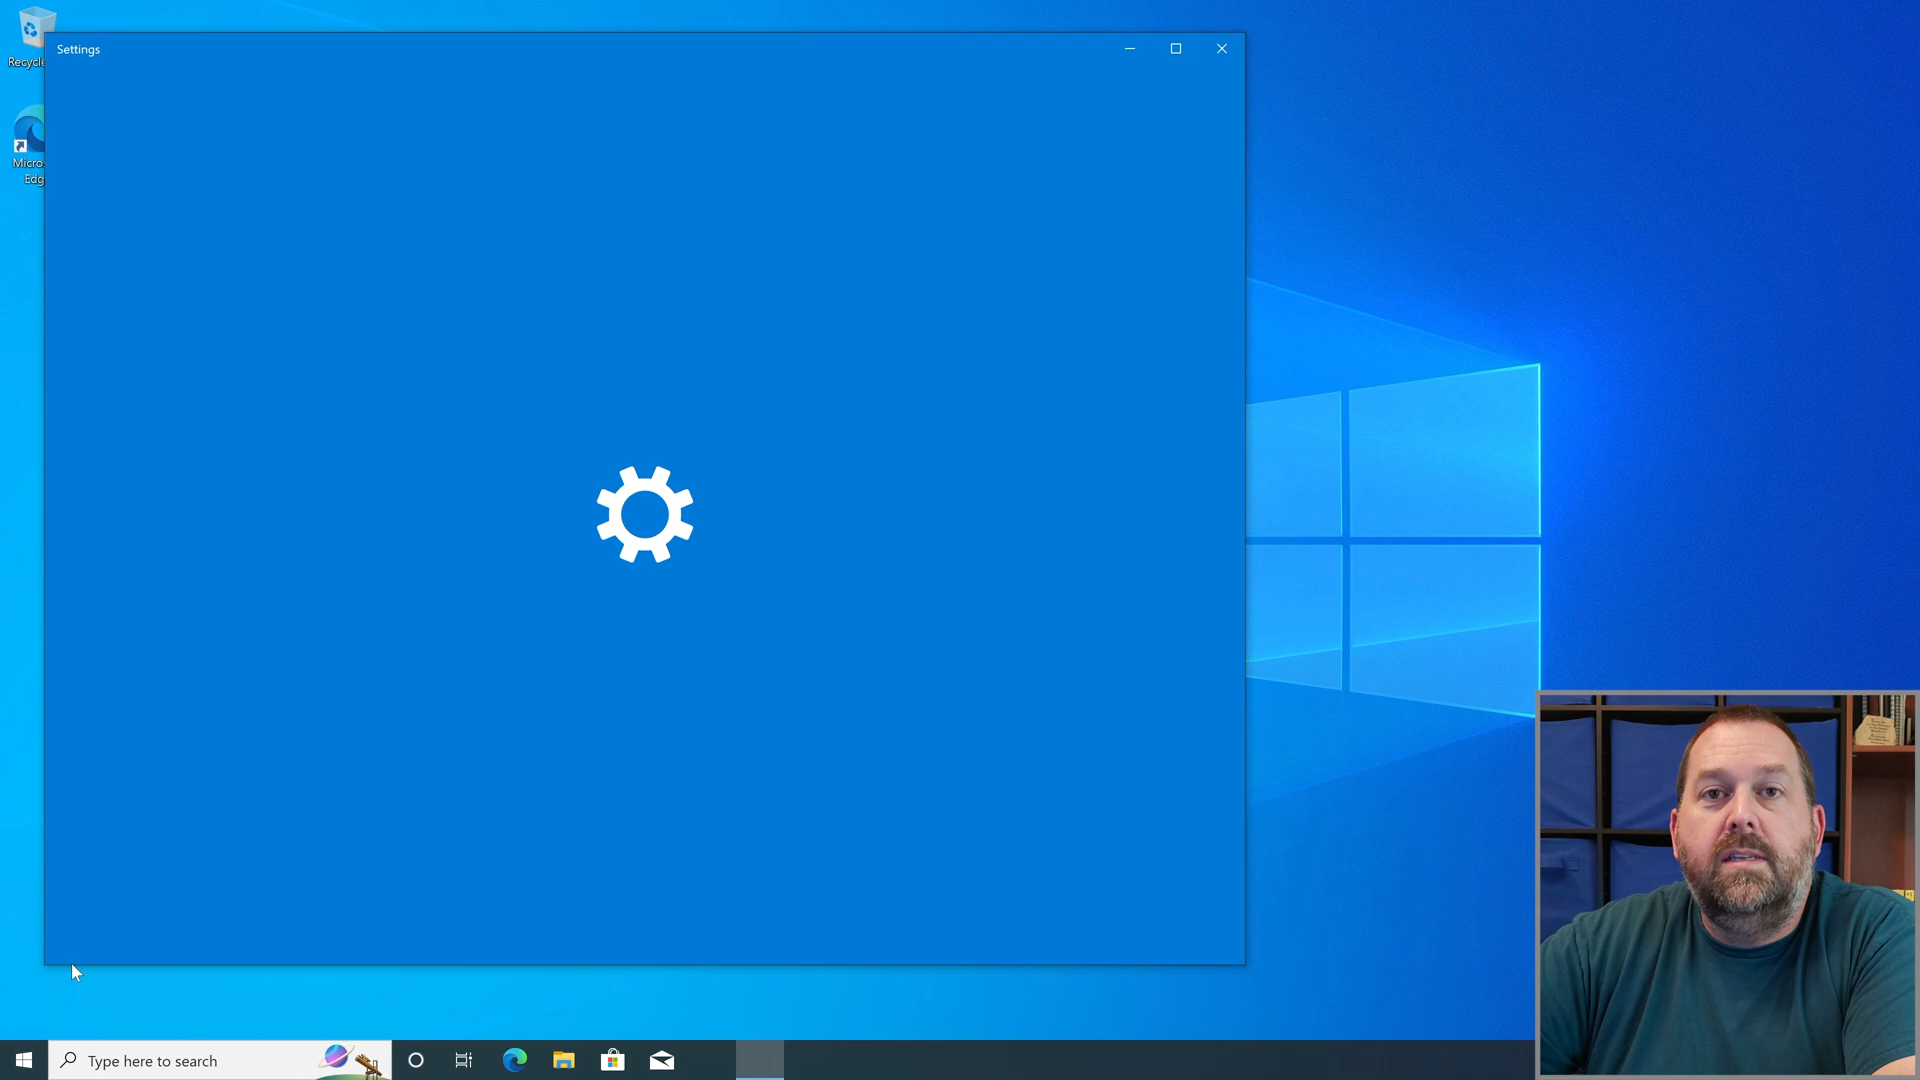 Settings
Recycle
Micro
Edg
Type here to search